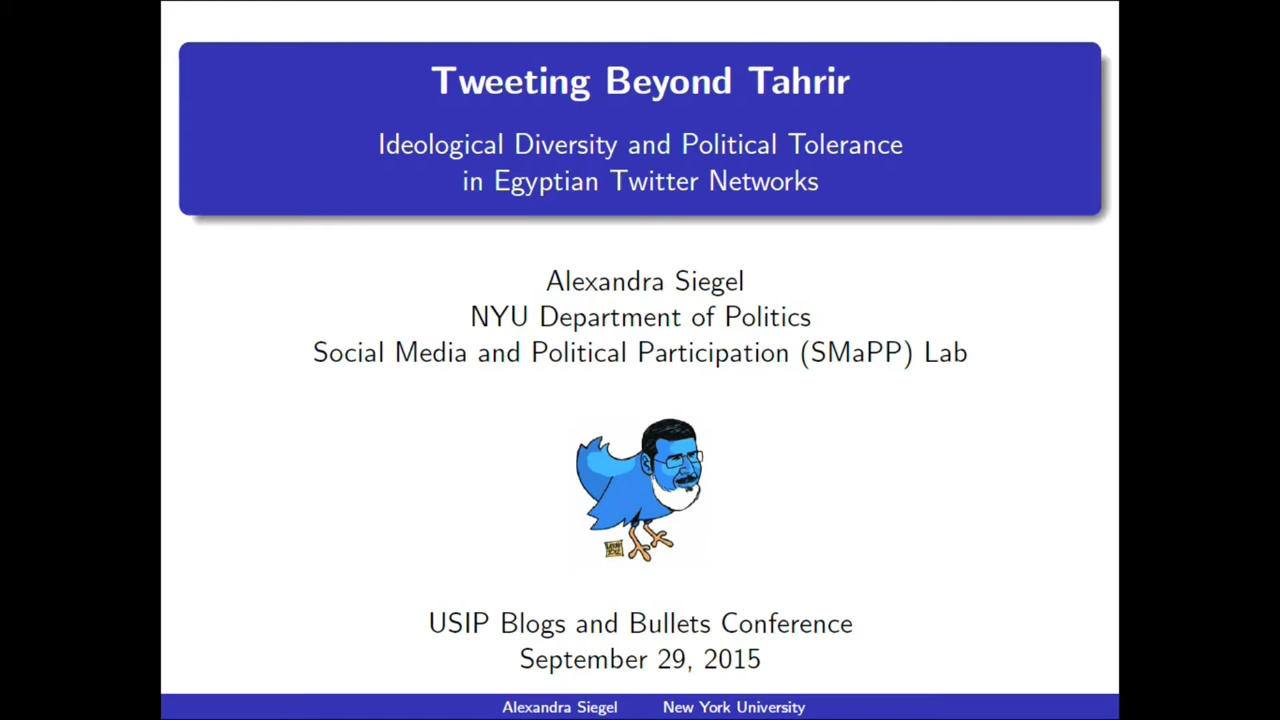 Tweeting Beyond Tahrir
Ideological Diversity and Political Tolerance
in Egyptian Twitter Networks
Alexandra Siegel
NYU Department of Politics
Social Media and Political Participation (SMaPP) Lab
USIP Blogs and Bullets Conference
September 29, 2015
Alexandra Siegel New York University